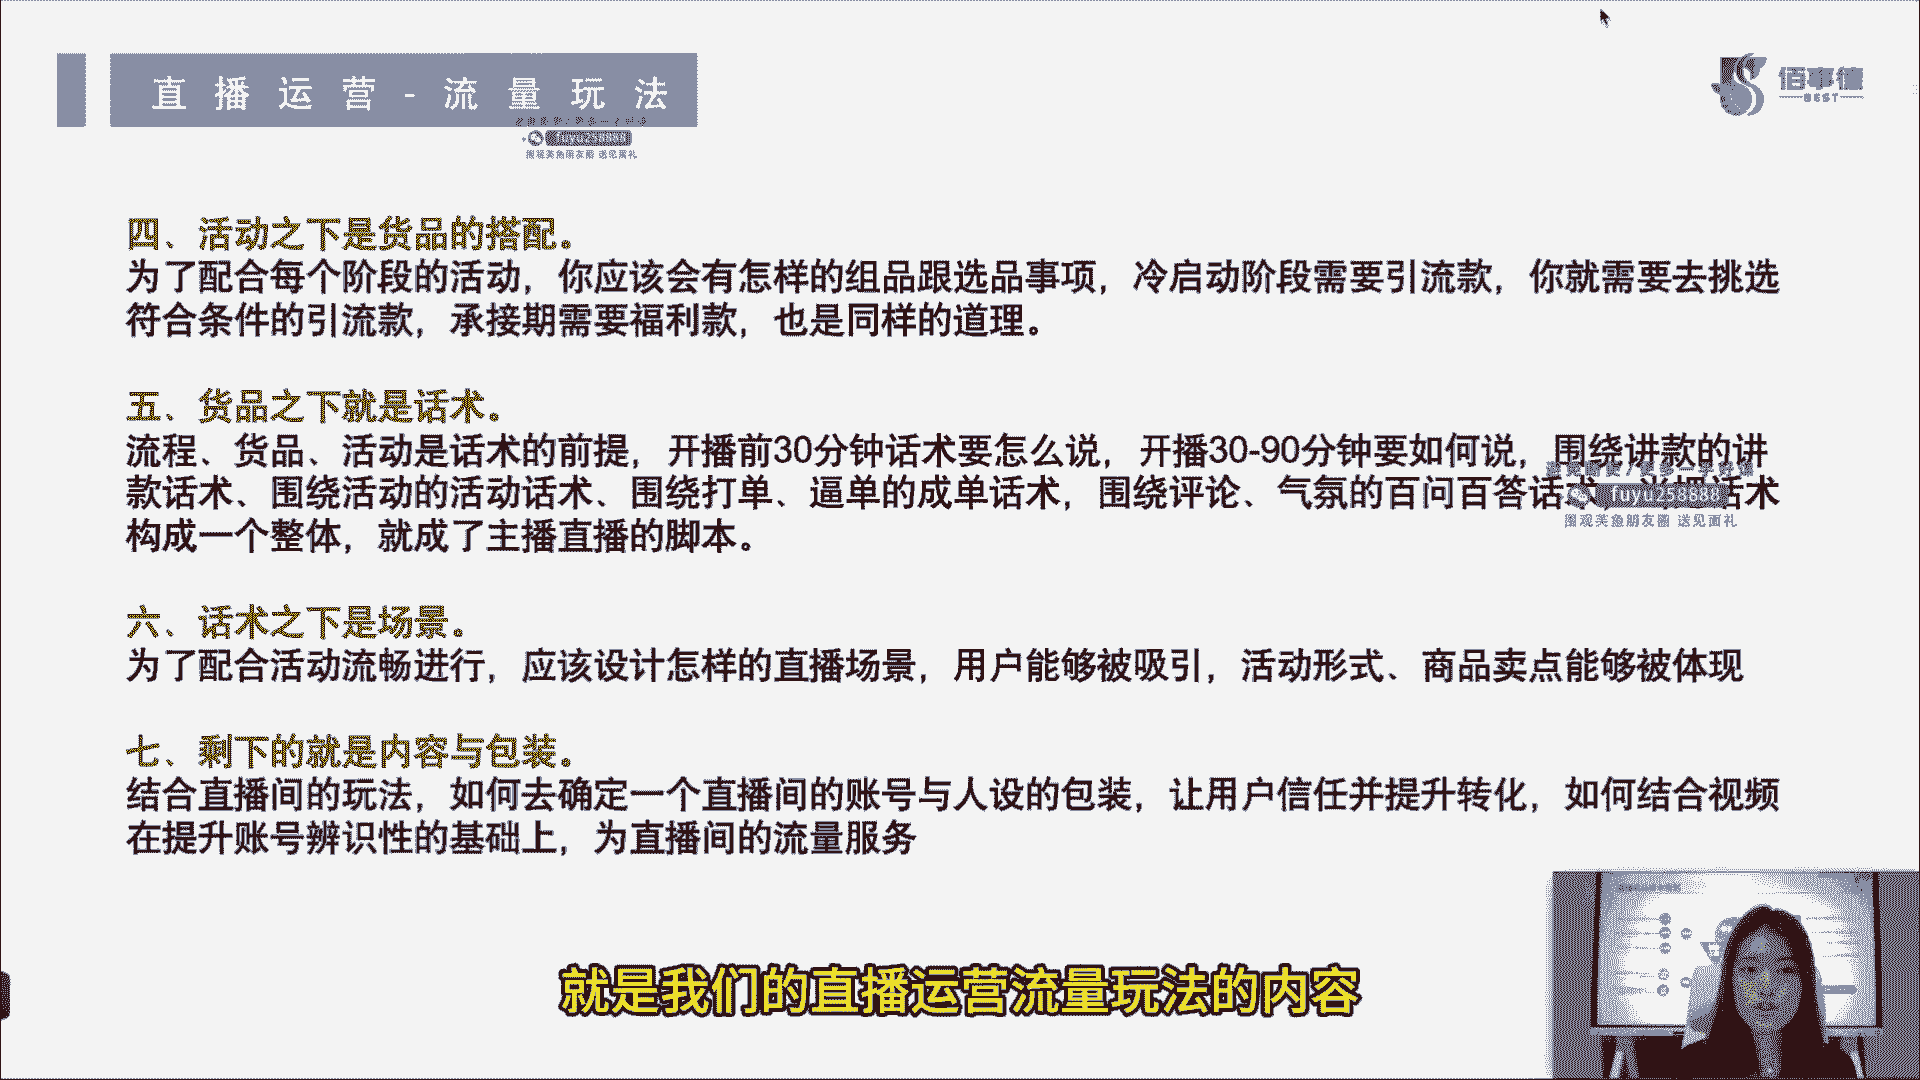 直播运营-流量玩法
佰事德
BEST
fuyu258888
围观芙鱼朋友圈 送见面礼
四、活动之下是货品的搭配。
为了配合每个阶段的活动，你应该会有怎样的组品跟选品事项，冷启动阶段需要引流款，你就需要去挑选
符合条件的引流款，承接期需要福利款，也是同样的道理。
五、货品之下就是话术。
流程、货品、活动是话术的前提，开播前30分钟话术要怎么说，开播30-90分钟要如何说，围绕讲款的讲
款话术、围绕活动的活动话术、围绕打单、逼单的成单话术，围绕评论、气氛的百问百答话术
fuyu258888
围观芙鱼朋友圈 送见面礼
构成一个整体，就成了主播直播的脚本。
六、话术之下是场景。
为了配合活动流畅进行，应该设计怎样的直播场景，用户能够被吸引，活动形式、商品卖点能够被体现
七、剩下的就是内容与包装。
结合直播间的玩法，如何去确定一个直播间的账号与人设的包装，让用户信任并提升转化，如何结合视频
在提升账号辨识性的基础上，为直播间的流量服务
就是我们的直播运营流量玩法的内容